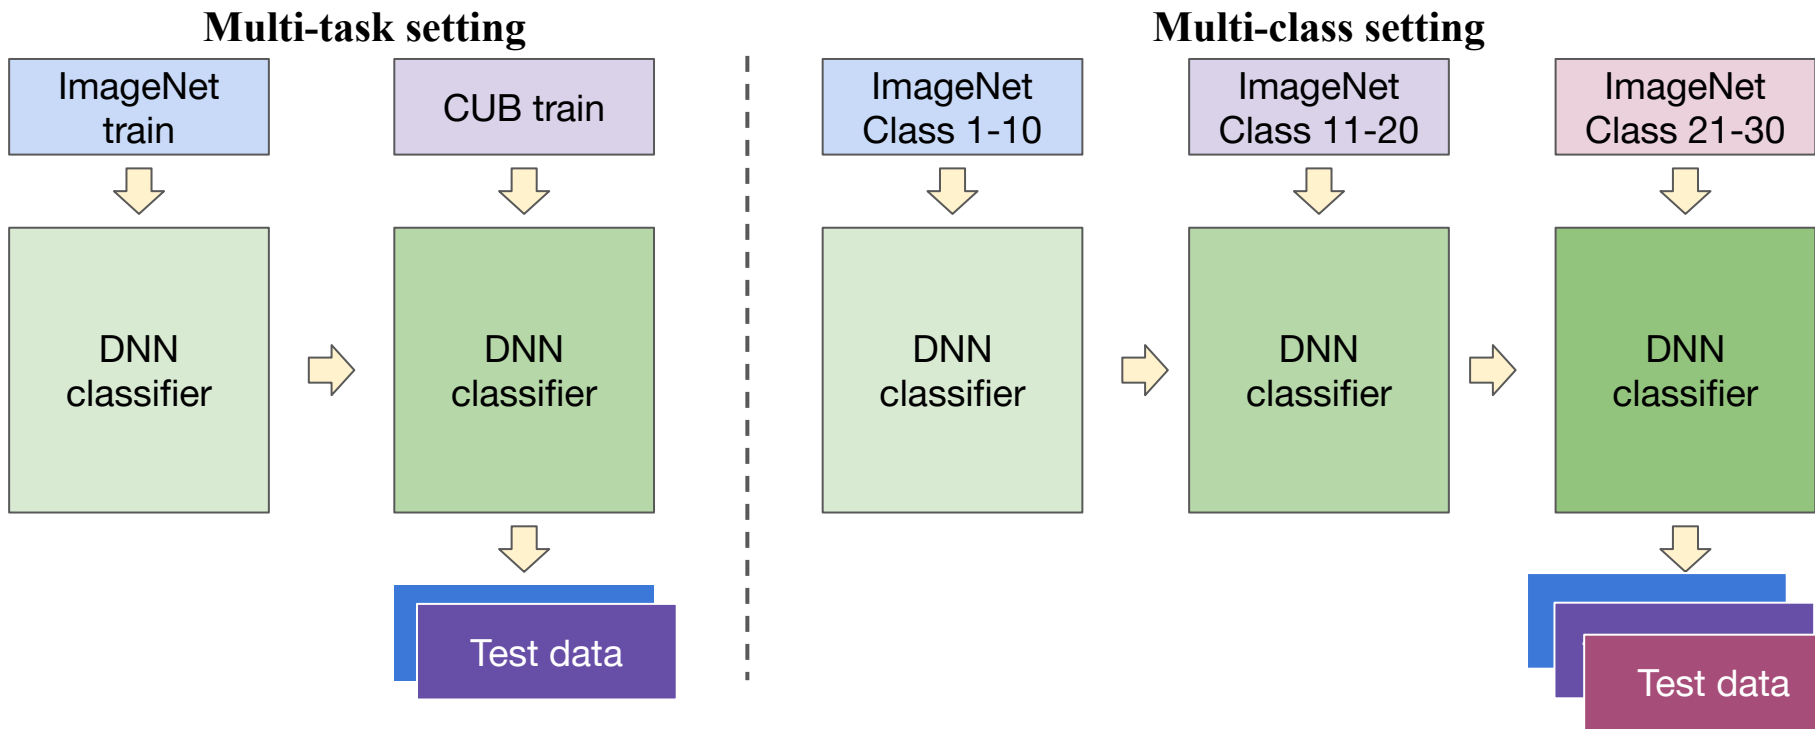 Multi-task setting
ImageNet
train
CUB train
DNN
classifier
DNN
classifier
Test data
Multi-class setting
ImageNet
Class 1-10
ImageNet
Class 11-20
ImageNet
Class 21-30
DNN
classifier
DNN
classifier
DNN
classifier
Test data